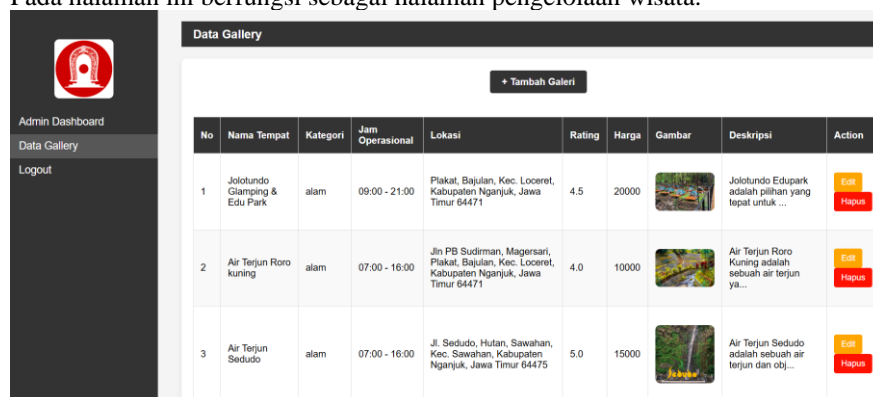 Pada halaman ini berfungsi sebagai halaman pengelolaan wisata.
Data Gallery
+ Tambah Galeri
Admin Dashboard
Data Gallery
Logout
No Nama Tempat Kategori Jam Operasional Lokasi Rating Harga Gambar Deskripsi Action
1
Jolotundo
Glamping &
Edu Park
alam
09:00 - 21:00
Plakat, Bajulan, Kec. Loceret,
Kabupaten Nganjuk, Jawa
Timur 64471
4.5
20000
Jolotundo Edupark
adalah pilihan yang
tepat untuk ...
Edit
Hapus
2
Air Terjun Roro
kuning
alam
07:00 - 16:00
Jln PB Sudirman, Magersari,
Plakat, Bajulan, Kec. Loceret,
Kabupaten Nganjuk, Jawa
Timur 64471
4.0
10000
Air Terjun Roro
Kuning adalah
sebuah air terjun
ya...
Edit
Hapus
3
Air Terjun
Sedudo
alam
07:00 - 16:00
Jl. Sedudo, Hutan, Sawahan,
Kec. Sawahan, Kabupaten
Nganjuk, Jawa Timur 64475
5.0
15000
Sedudo
Air Terjun Sedudo
adalah sebuah air
terjun dan obj...
Edit
Hapus